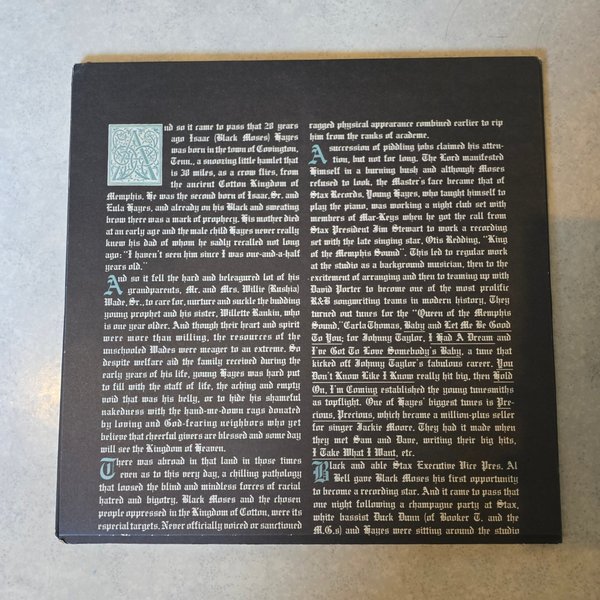 And so it came to pass that 28 years
ago Isaac (Black Moses) Hayes
was born in the town of Covington,
Tenn., a snoozing little hamlet that
is 38 miles, as a crow flies, from
the ancient Cotton Kingdom of
Memphis. He was the second born of Isaac, Sr. and
Eula Hayes, and already on his Black and sweating
brow there was a mark of prophecy. His mother died
at an early age and the male child Hayes never really
knew his dad of whom he sadly recalled not long
ago: “I haven't seen him since I was one-and-a-half
years old.”
And so it fell the hard and beleagured lot of his
grandparents, Mr. and Mrs. Willie (Rushia)
Wade, Sr., to care for, nurture and suckle the budding
young prophet and his sister, Willette Rankin, who
is one year older. And though their heart and spirit
were more than willing, the resources of the
unschooled Wades were meager to an extreme. So
despite welfare aid the family received during the
early years of his life, young Hayes was hard put
to fill with the staff of life, the aching and empty
void that was his belly, or to hide his shameful
nakedness with the hand-me-down rags donated
by loving and God-fearing neighbors who yet
believe that cheerful givers are blessed and some day
will see the Kingdom of Heaven.
There was abroad in that land in those times
even as to this very day, a chilling pathology
that loosed the blind and mindless forces of racial
hatred and bigotry. Black Moses and the chosen
people oppressed in the Kingdom of Cotton, were its
especial targets. Never officially voiced or sanctioned
ragged physical appearance combined earlier to rip
him from the ranks of academe.
A succession of piddling jobs claimed his atten-
tion, but not for long. The Lord manifested
Himself in a burning bush and although Moses
refused to look, the Master's face became that of
Stax Records. Young Hayes, who taught himself to
play the piano, was working a night club set with
members of Mar-Keys when he got the call from
Stax President Jim Stewart to work a recording
set with the late singing star, Otis Redding, “King
of the Memphis Sound”. This led to regular work
at the studio as a background musician, then to the
excitement of arranging and then to teaming up with
David Porter to become one of the most prolific
R&B songwriting teams in modern history. They
turned out tunes for the “Queen of the Memphis
Sound,” Carla Thomas, Baby and Let Me Be Good
To You; for Johnny Taylor, I Had A Dream and
I've Got To Love Somebody's Baby, a tune that
kicked off Johnny Taylor's fabulous career. You
Don't Know Like I Know really hit big, then Hold
On, I'm Coming established the young tunesmiths
as topflight. One of Hayes' biggest tunes is Pre-
cious, Precious, which became a million-plus seller
for singer Jackie Moore. They had it made when
they met Sam and Dave, writing their big hits,
I Take What I Want, etc.
Black and able Stax Executive Vice Pres. Al
Bell gave Black Moses his first opportunity
to become a recording star. And it came to pass that
one night following a champagne party at Stax,
white bassist Duck Dunn (of Booker T. and the
M.G.s) and Hayes were sitting around the studio